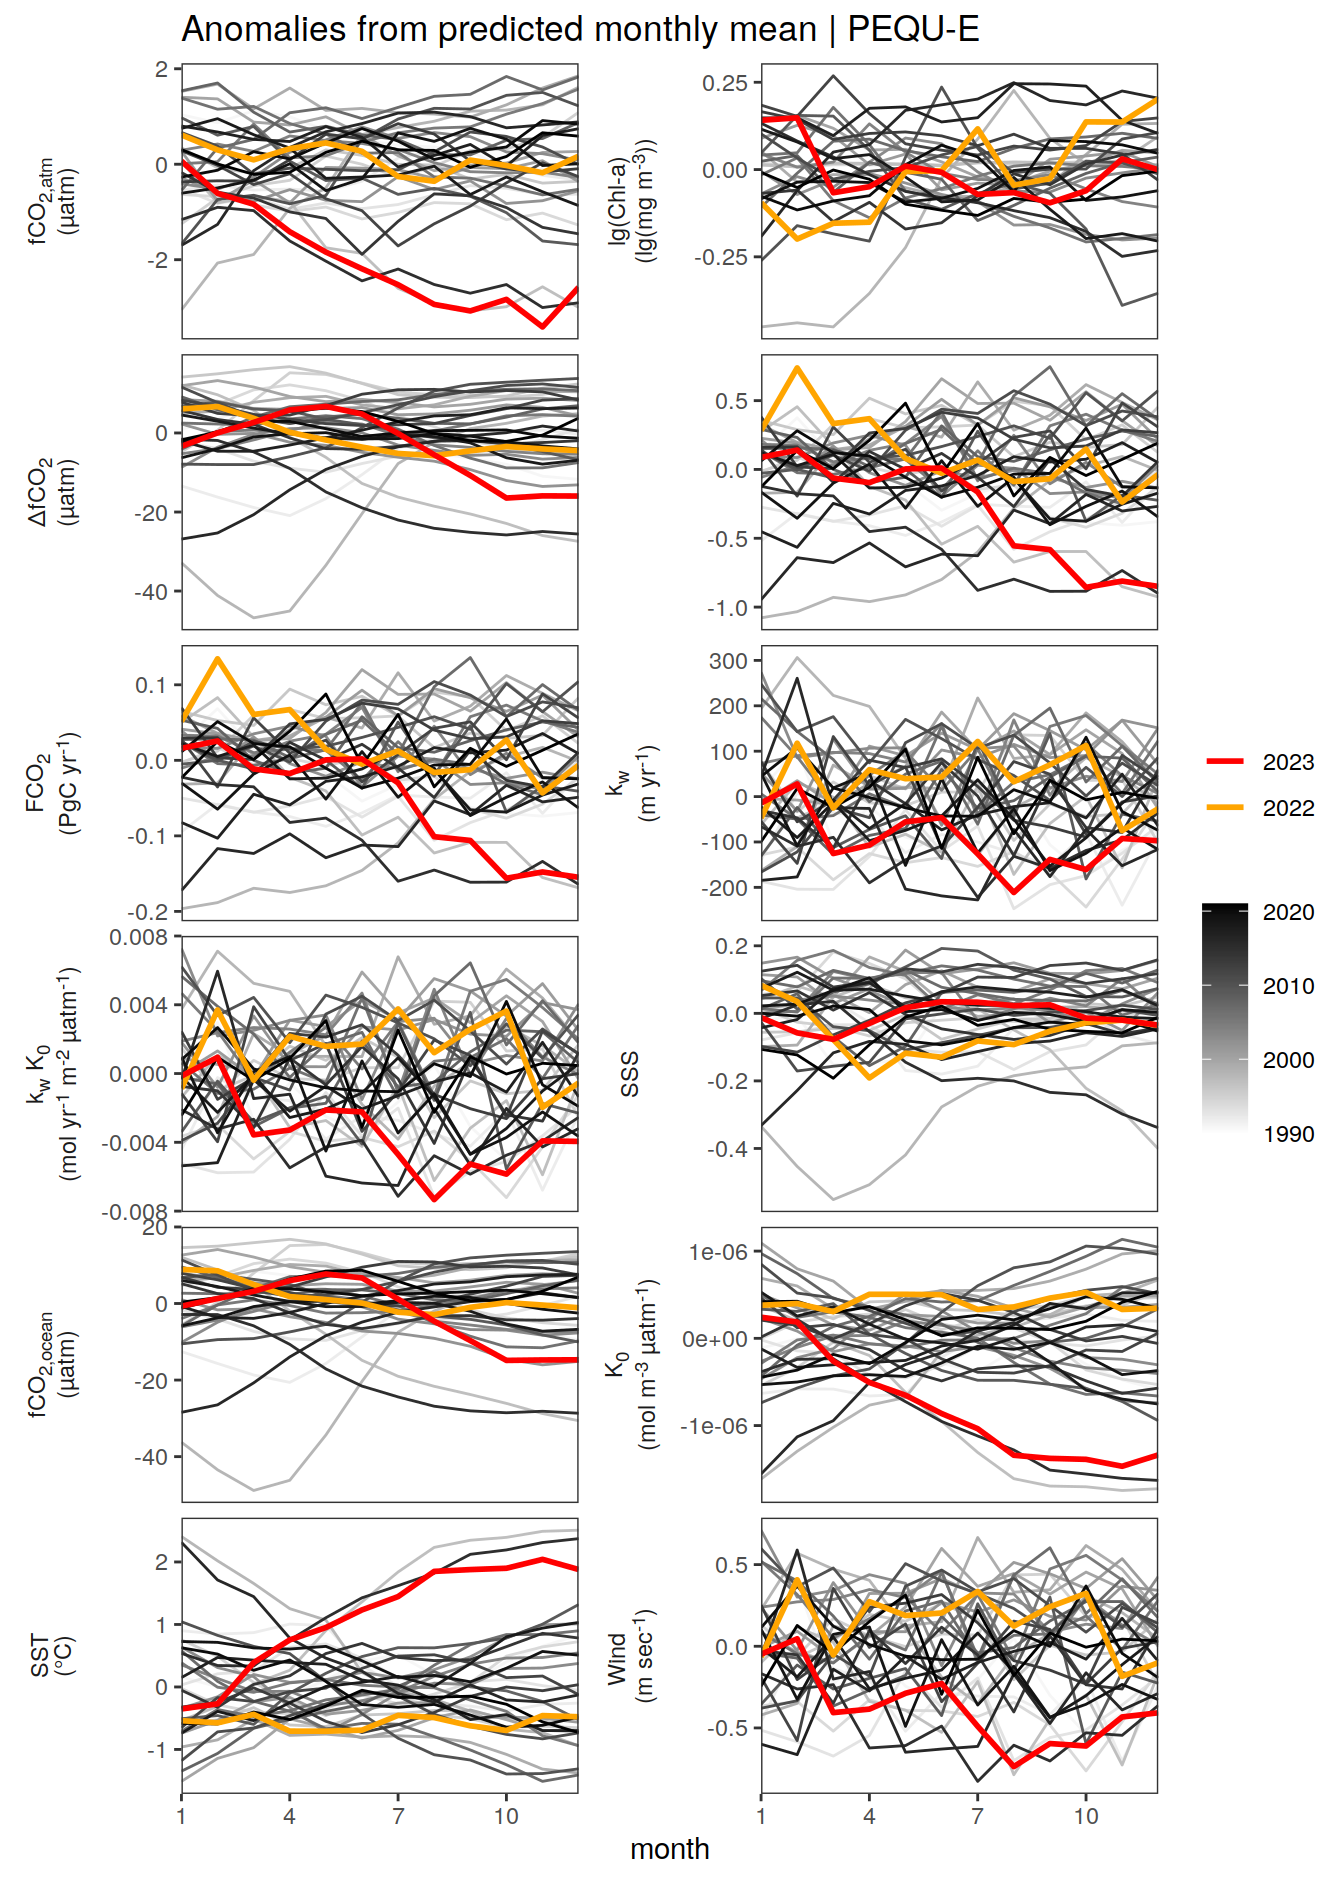 Anomalies from predicted monthly mean | PEQU-E
fCO2,atm
(µatm)
2
0
-2
lg(Chl-a)
(lg(mg m-3))
0.25
0.00
-0.25
ΔfCO2
(µatm)
0
-20
-40
0.5
0.0
-0.5
-1.0
FCO2
(PgC yr-1)
0.1
0.0
-0.1
-0.2
kw
(m yr-1)
300
200
100
0
-100
-200
kw K0
(mol yr-1 m-2 µatm-1)
0.008
0.004
0.000
-0.004
-0.008
SSS
0.2
0.0
-0.2
-0.4
fCO2,ocean
(µatm)
20
0
-20
-40
K0
(mol m-3 µatm-1)
1e-06
0e+00
-1e-06
SST
(°C)
2
1
0
-1
Wind
(m sec-1)
0.5
0.0
-0.5
1 4 7 10
1 4 7 10
month
2023
2022
2020
2010
2000
1990